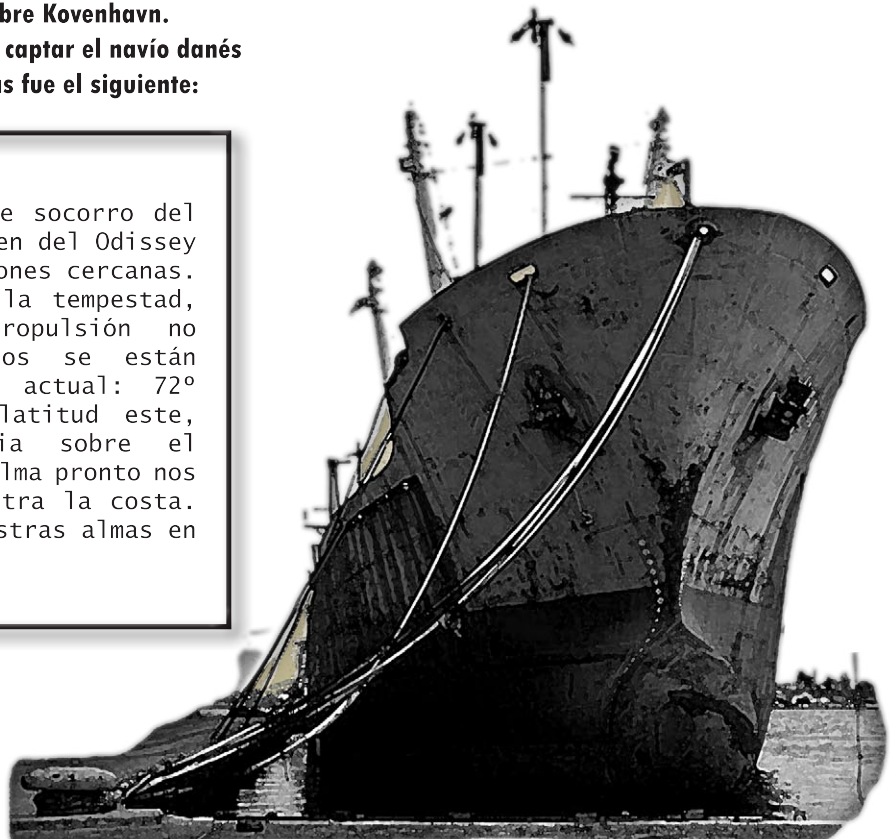 bre Kovenhavn.
captar el navío danés
as fue el siguiente:
e socorro del
en del Odissey
ones cercanas.
la tempestad,
ropulsión no
os se están
actual: 72º
latitud este,
ia sobre el
lma pronto nos
tra la costa.
stras almas en